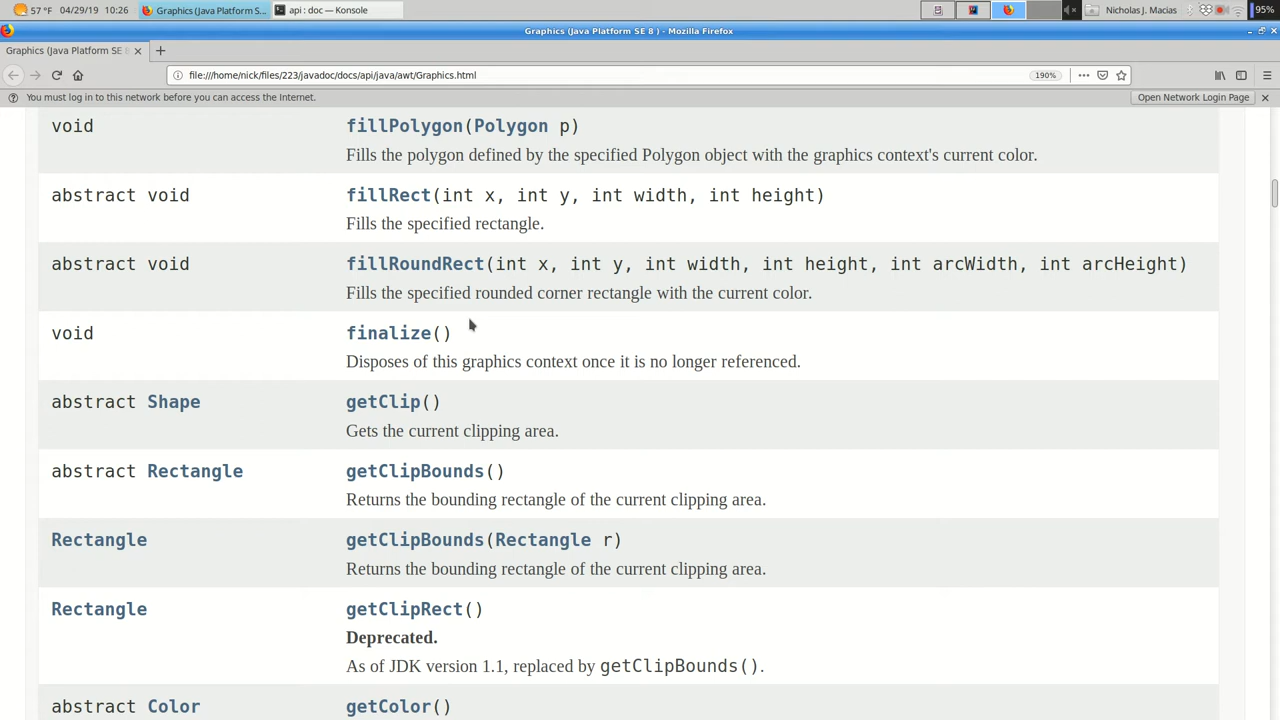 57 °F 04/29/19 10:26 Graphics (Java Platform S... api : doc — Konsole Nicholas J. Macias 95%
Graphics (Java Platform SE 8 ) - Mozilla Firefox
Graphics (Java Platform SE 8
file:///home/nick/files/223/javadoc/docs/api/java/awt/Graphics.html 190%
You must log in to this network before you can access the Internet. Open Network Login Page
void fillPolygon(Polygon p)
Fills the polygon defined by the specified Polygon object with the graphics context's current color.
abstract void fillRect(int x, int y, int width, int height)
Fills the specified rectangle.
abstract void fillRoundRect(int x, int y, int width, int height, int arcWidth, int arcHeight)
Fills the specified rounded corner rectangle with the current color.
void finalize()
Disposes of this graphics context once it is no longer referenced.
abstract Shape getClip()
Gets the current clipping area.
abstract Rectangle getClipBounds()
Returns the bounding rectangle of the current clipping area.
Rectangle getClipBounds(Rectangle r)
Returns the bounding rectangle of the current clipping area.
Rectangle getClipRect()
Deprecated.
As of JDK version 1.1, replaced by getClipBounds().
abstract Color getColor()